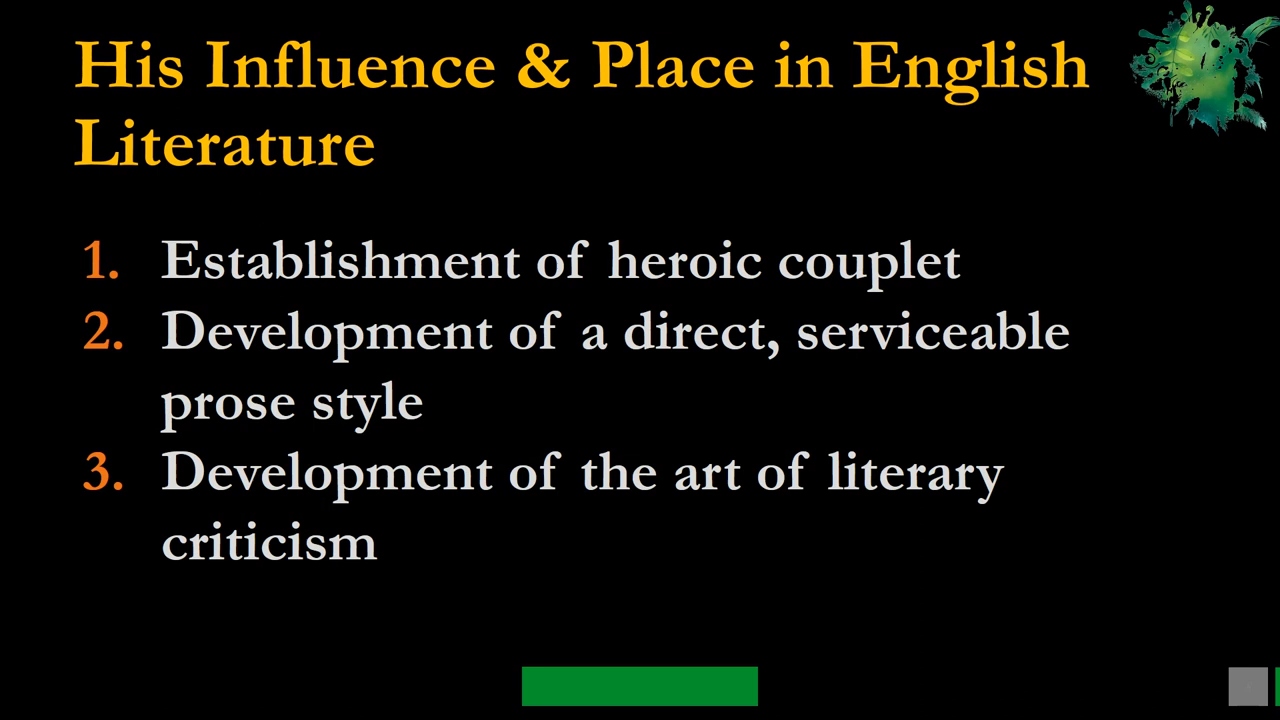 His Influence & Place in English
Literature
1. Establishment of heroic couplet
2. Development of a direct, serviceable
prose style
3. Development of the art of literary
criticism